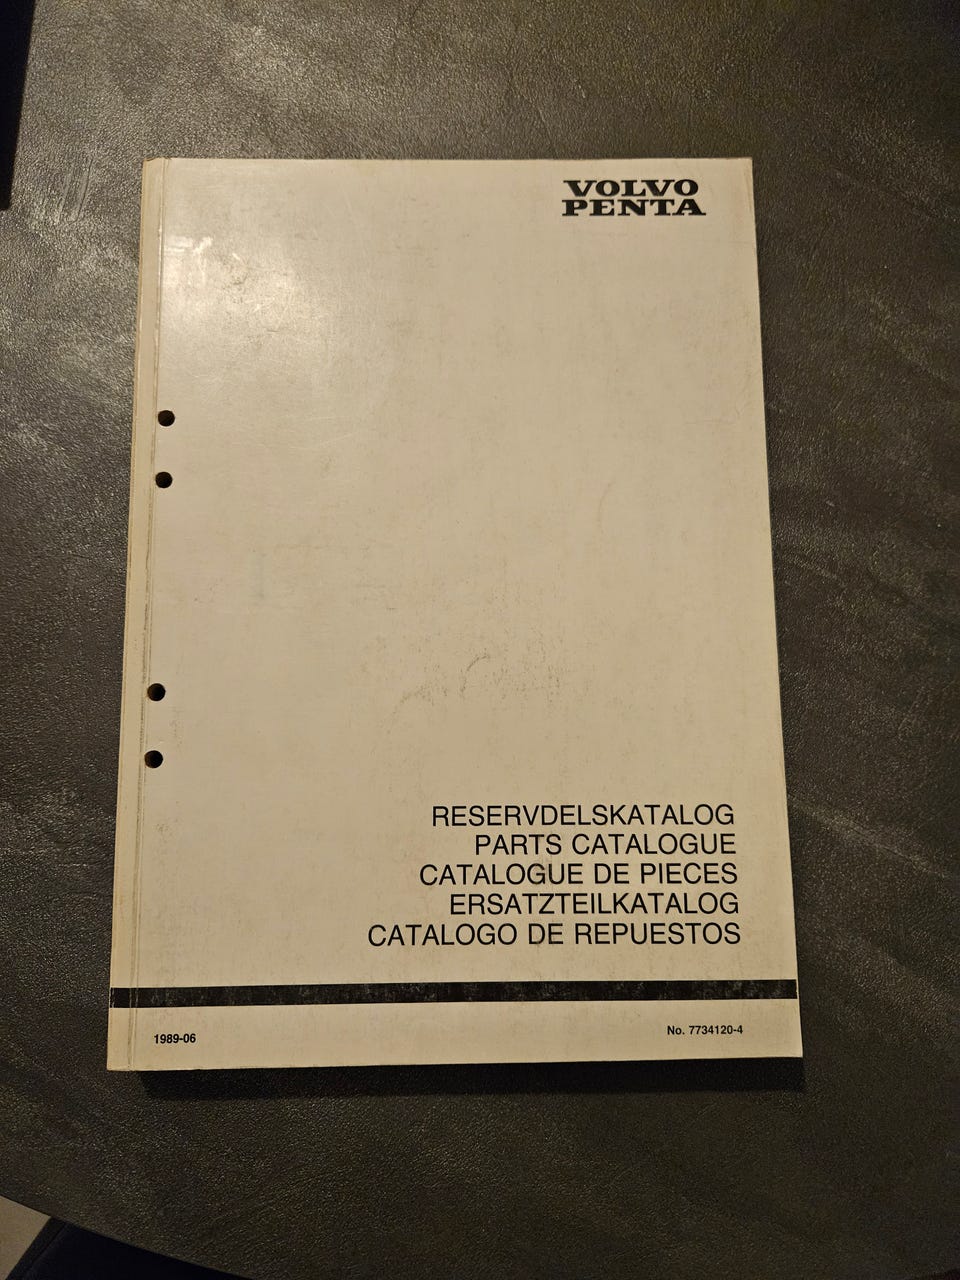 VOLVO
PENTA
RESERVDELSKATALOG
PARTS CATALOGUE
CATALOGUE DE PIECES
ERSATZTEILKATALOG
CATALOGO DE REPUESTOS
1989-06
No. 7734120-4